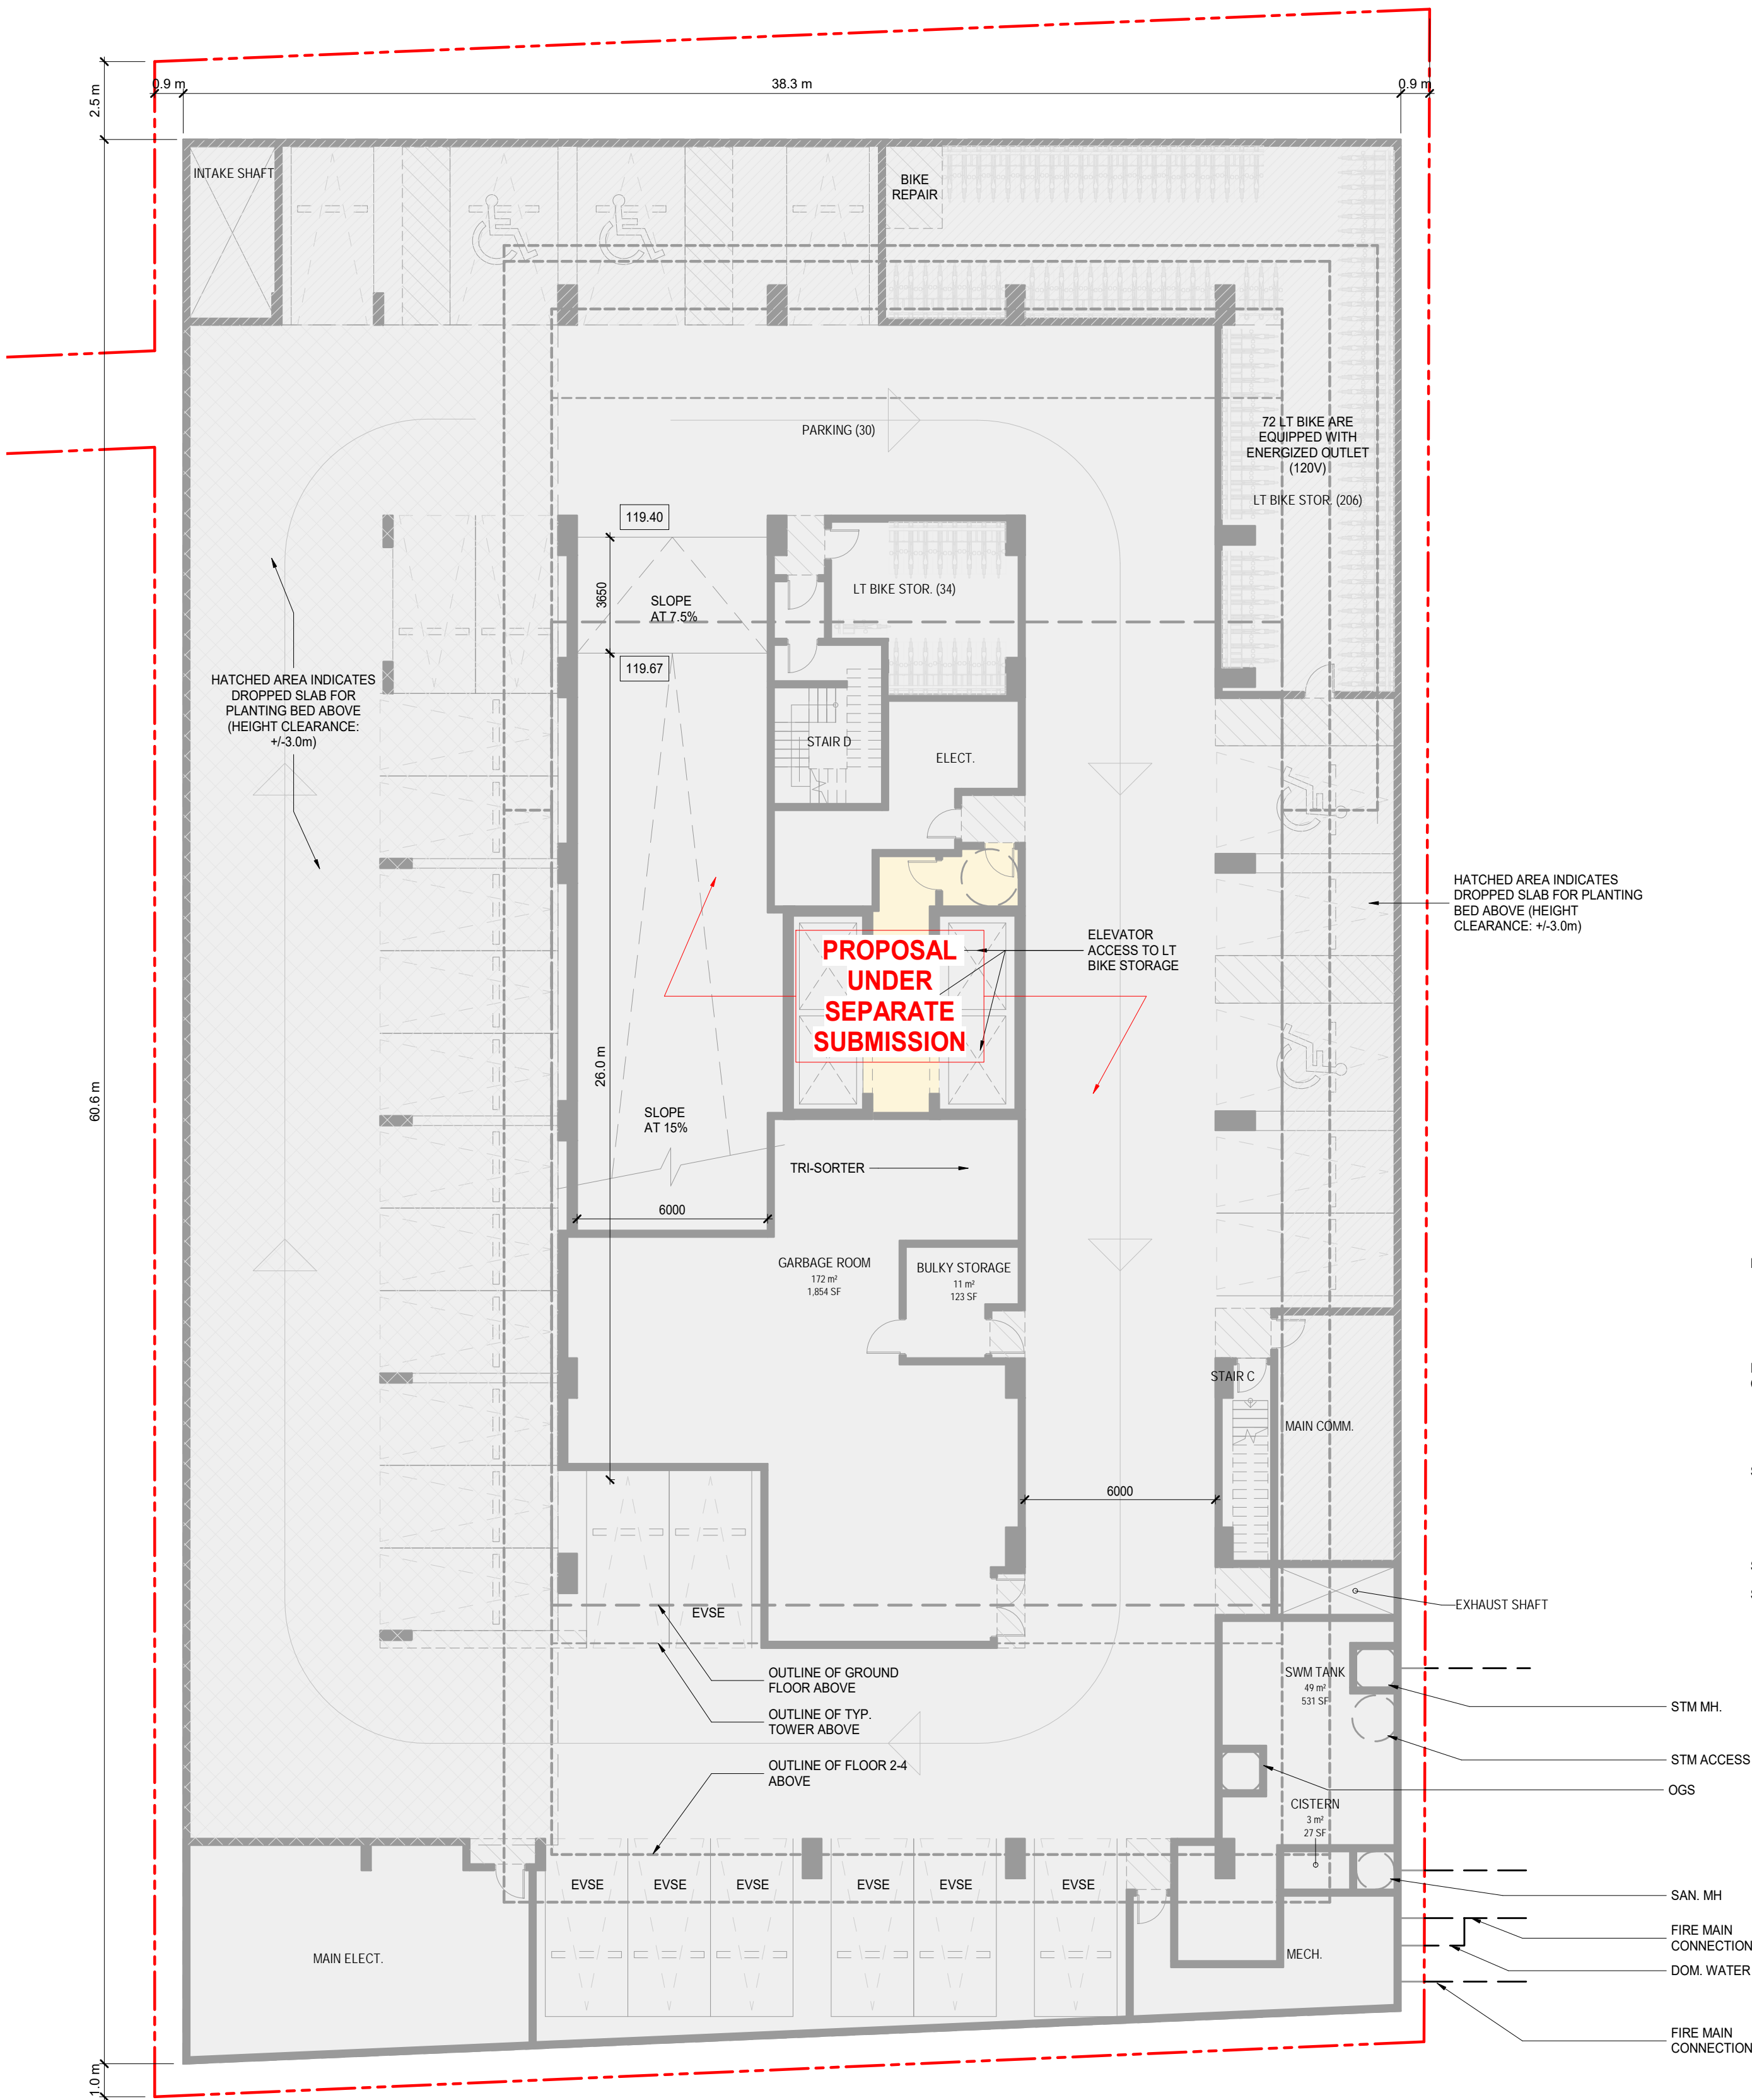 0.9 m
38.3 m
0.9 m
2.5 m
INTAKE SHAFT
BIKE
REPAIR
PARKING (30)
72 LT BIKE ARE
EQUIPPED WITH
ENERGIZED OUTLET
(120V)
LT BIKE STOR. (206)
119.40
3650
SLOPE
AT 7.5%
LT BIKE STOR. (34)
119.67
HATCHED AREA INDICATES
DROPPED SLAB FOR
PLANTING BED ABOVE
(HEIGHT CLEARANCE:
+/-3.0m)
STAIR D
ELECT.
HATCHED AREA INDICATES
DROPPED SLAB FOR PLANTING
BED ABOVE (HEIGHT
CLEARANCE: +/-3.0m)
PROPOSAL
UNDER
SEPARATE
SUBMISSION
ELEVATOR
ACCESS TO LT
BIKE STORAGE
26.0 m
60.6 m
SLOPE
AT 15%
TRI-SORTER
6000
GARBAGE ROOM
172 m²
1,854 SF
BULKY STORAGE
11 m²
123 SF
STAIR C
MAIN COMM.
6000
EXHAUST SHAFT
EVSE
OUTLINE OF GROUND
FLOOR ABOVE
OUTLINE OF TYP.
TOWER ABOVE
OUTLINE OF FLOOR 2-4
ABOVE
SWM TANK
49 m²
531 SF
STM MH.
STM ACCESS
OGS
CISTERN
3 m²
27 SF
EVSE
EVSE
EVSE
EVSE
EVSE
EVSE
SAN. MH
FIRE MAIN
CONNECTION
DOM. WATER
MAIN ELECT.
MECH.
FIRE MAIN
CONNECTION
1.0 m